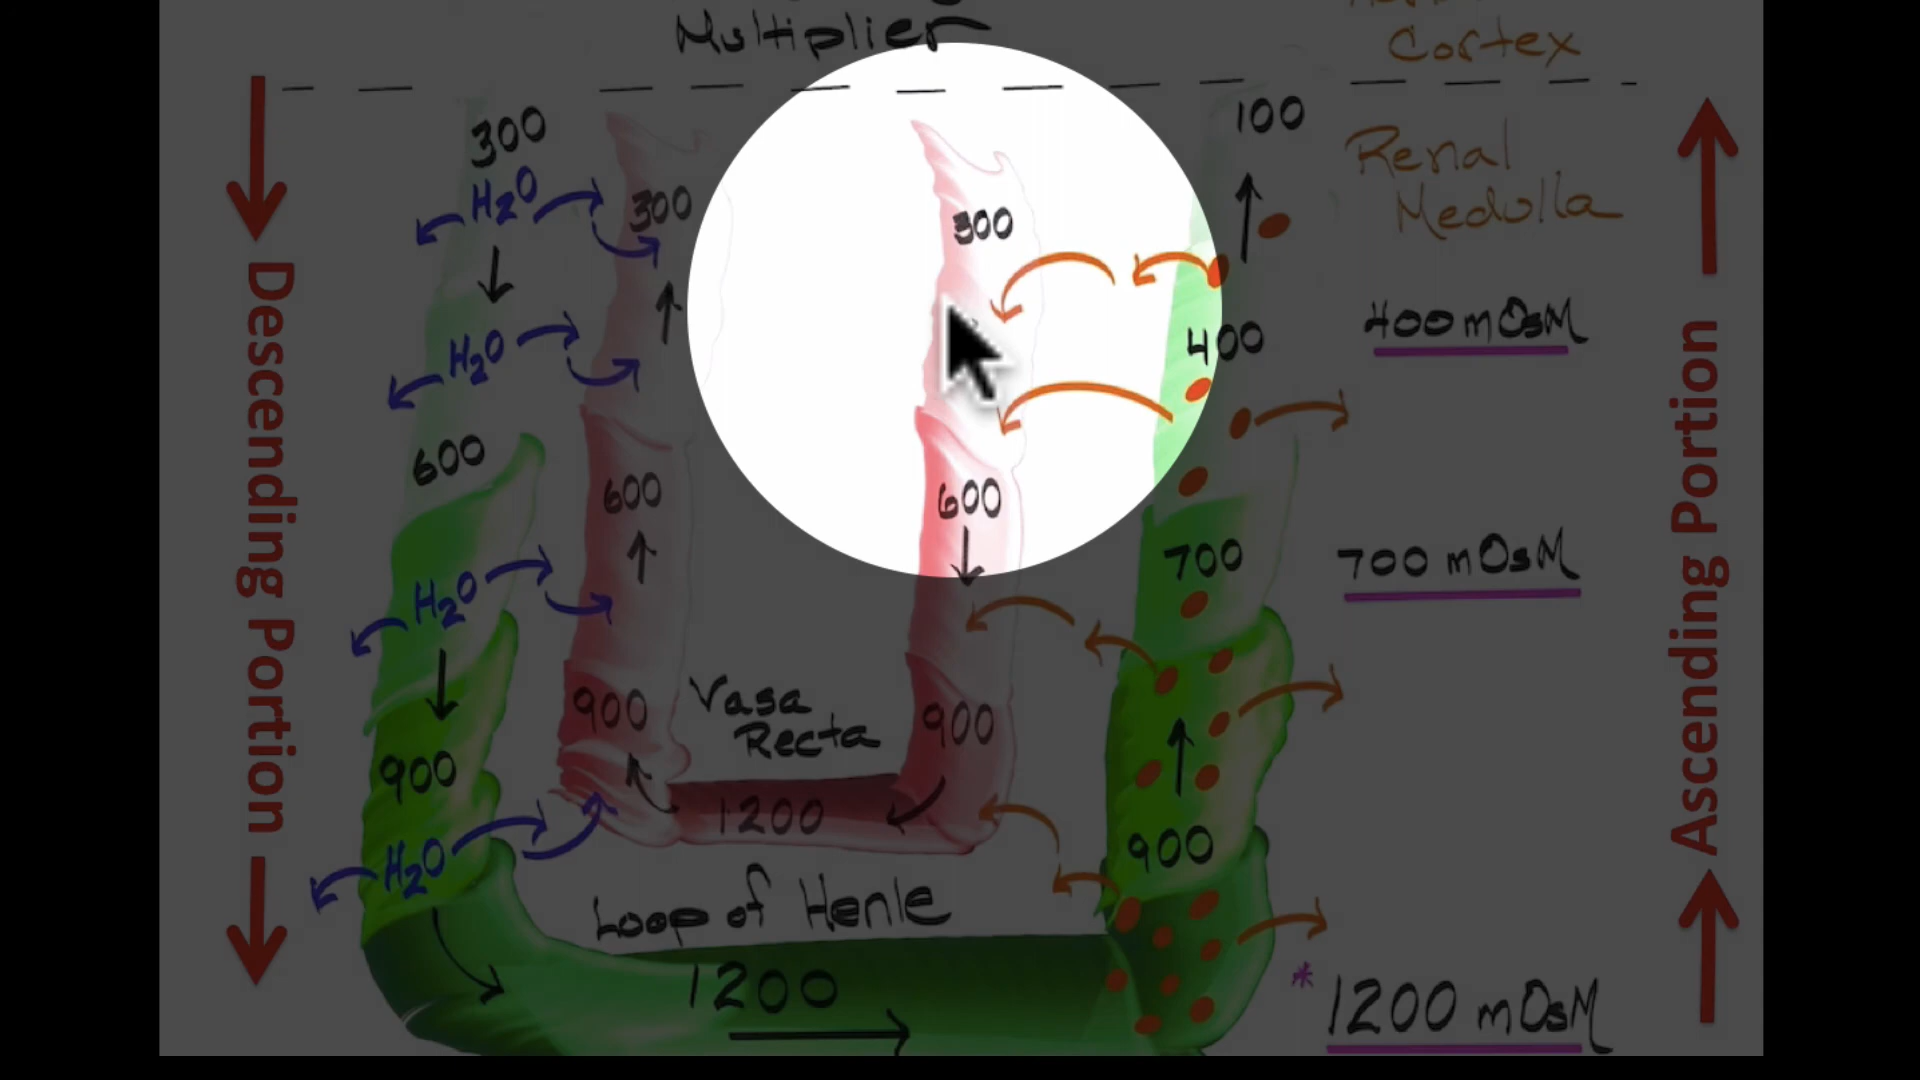 Multiplier
Cortex
300
100
H2O
300
300
Renal
Medulla
H2O
400
400 mOsM
Descending Portion
Ascending Portion
600
600
600
700
700 mOsM
H2O
Vasa
Recta
900
900
900
1200
900
H2O
Loop of Henle
1200
* 1200 mOsM